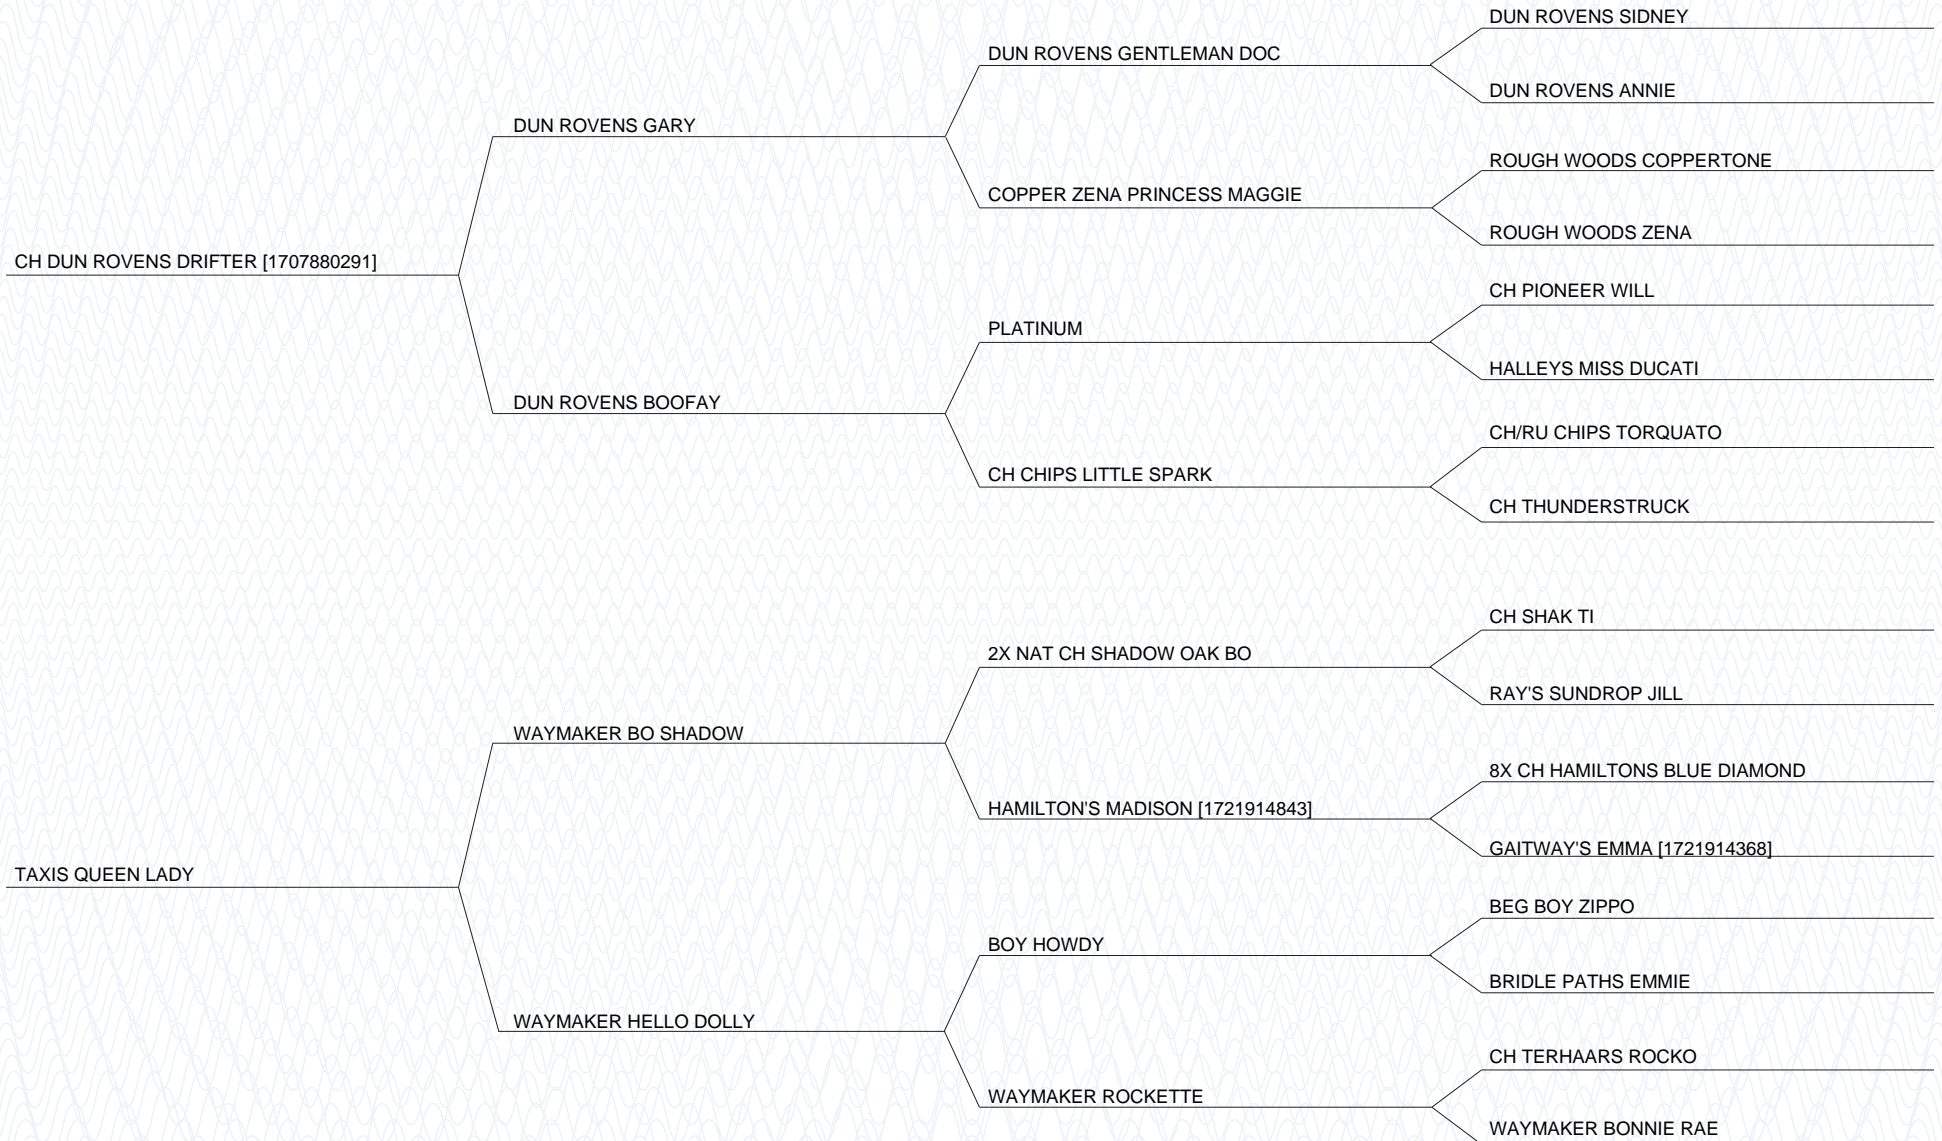 DUN ROVENS SIDNEY
DUN ROVENS GENTLEMAN DOC
DUN ROVENS ANNIE
DUN ROVENS GARY
ROUGH WOODS COPPERTONE
COPPER ZENA PRINCESS MAGGIE
ROUGH WOODS ZENA
CH DUN ROVENS DRIFTER [1707880291]
CH PIONEER WILL
PLATINUM
HALLEYS MISS DUCATI
DUN ROVENS BOOFAY
CH/RU CHIPS TORQUATO
CH CHIPS LITTLE SPARK
CH THUNDERSTRUCK
CH SHAK TI
2X NAT CH SHADOW OAK BO
RAY'S SUNDROP JILL
WAYMAKER BO SHADOW
8X CH HAMILTONS BLUE DIAMOND
HAMILTON'S MADISON [1721914843]
GAITWAY'S EMMA [1721914368]
TAXIS QUEEN LADY
BEG BOY ZIPPO
BOY HOWDY
BRIDLE PATHS EMMIE
WAYMAKER HELLO DOLLY
CH TERHAARS ROCKO
WAYMAKER ROCKETTE
WAYMAKER BONNIE RAE